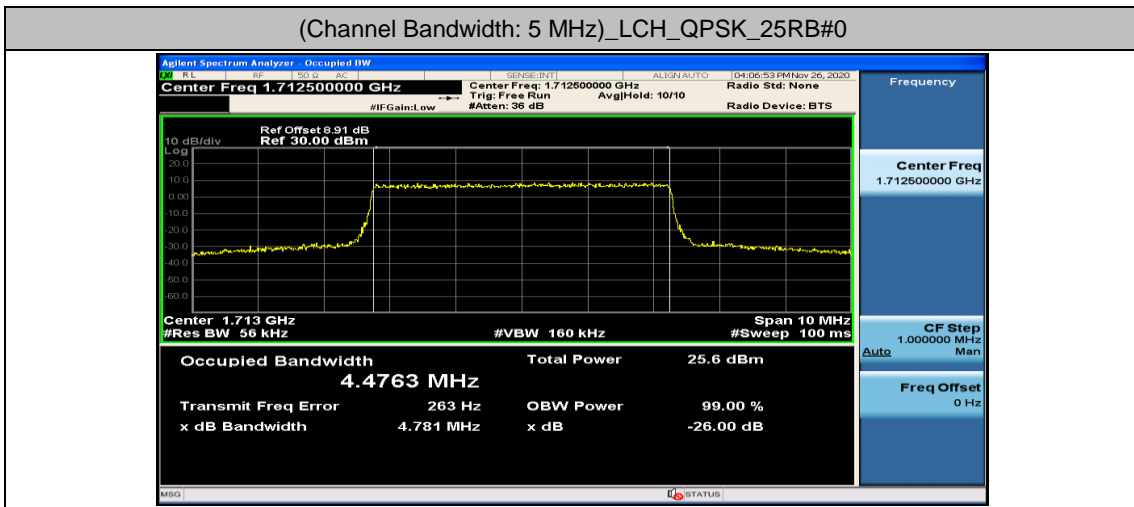 (Channel Bandwidth: 5 MHz)_LCH_QPSK_25RB#0
Agilent Spectrum Analyzer - Occupied BW
LXI RL RF 50 Ω AC SENSE:INT ALIGN AUTO 04:06:53 PM Nov 26, 2020
Center Freq 1.712500000 GHz
Center Freq: 1.712500000 GHz
Radio Std: None
Trig: Free Run Avg|Hold: 10/10
#IFGain:Low
#Atten: 36 dB
Radio Device: BTS
Frequency
Ref Offset 8.91 dB
10 dB/div Ref 30.00 dBm
Log
20.0
10.0
0.00
-10.0
-20.0
-30.0
-40.0
-50.0
-60.0
Center 1.713 GHz
Span 10 MHz
#Res BW 56 kHz
#VBW 160 kHz
#Sweep 100 ms
Occupied Bandwidth
4.4763 MHz
Total Power 25.6 dBm
Transmit Freq Error 263 Hz
OBW Power 99.00 %
x dB Bandwidth 4.781 MHz
x dB -26.00 dB
Center Freq
1.712500000 GHz
CF Step
1.000000 MHz
Auto Man
Freq Offset
0 Hz
MSG
STATUS